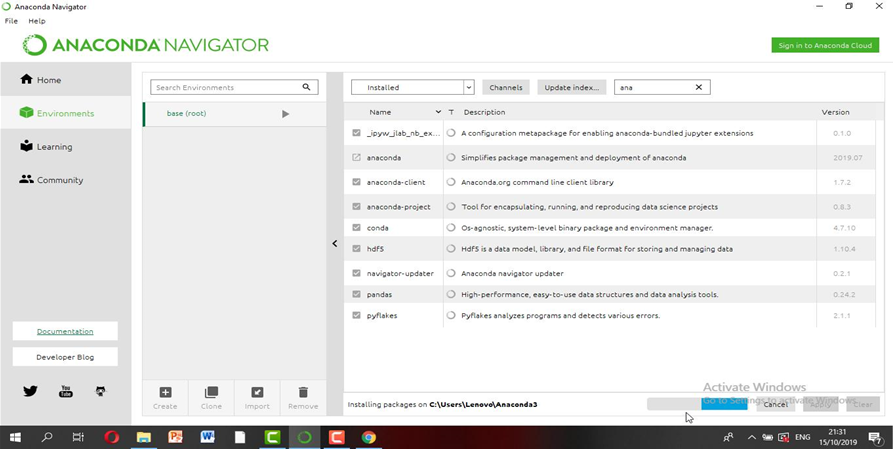 Anaconda Navigator
File Help
ANACONDA NAVIGATOR
Sign in to Anaconda Cloud
Home
Environments
Learning
Community
Documentation
Developer Blog
Search Environments
base (root)
Create Clone Import Remove
Installed Channels Update index... ana
Name T Description Version
_ipyw_jlab_nb_ex... A configuration metapackage for enabling anaconda-bundled jupyter extensions 0.1.0
anaconda Simplifies package management and deployment of anaconda 2019.07
anaconda-client Anaconda.org command line client library 1.7.2
anaconda-project Tool for encapsulating, running, and reproducing data science projects 0.8.3
conda Os-agnostic, system-level binary package and environment manager. 4.7.10
hdf5 Hdf5 is a data model, library, and file format for storing and managing data 1.10.4
navigator-updater Anaconda navigator updater 0.2.1
pandas High-performance, easy-to-use data structures and data analysis tools. 0.24.2
pyflakes Pyflakes analyzes programs and detects various errors. 2.1.1
Activate Windows
Go to Settings to activate Windows.
Installing packages on C:\Users\Lenovo\Anaconda3 Cancel Apply Clear
ENG 21:31
15/10/2019 7